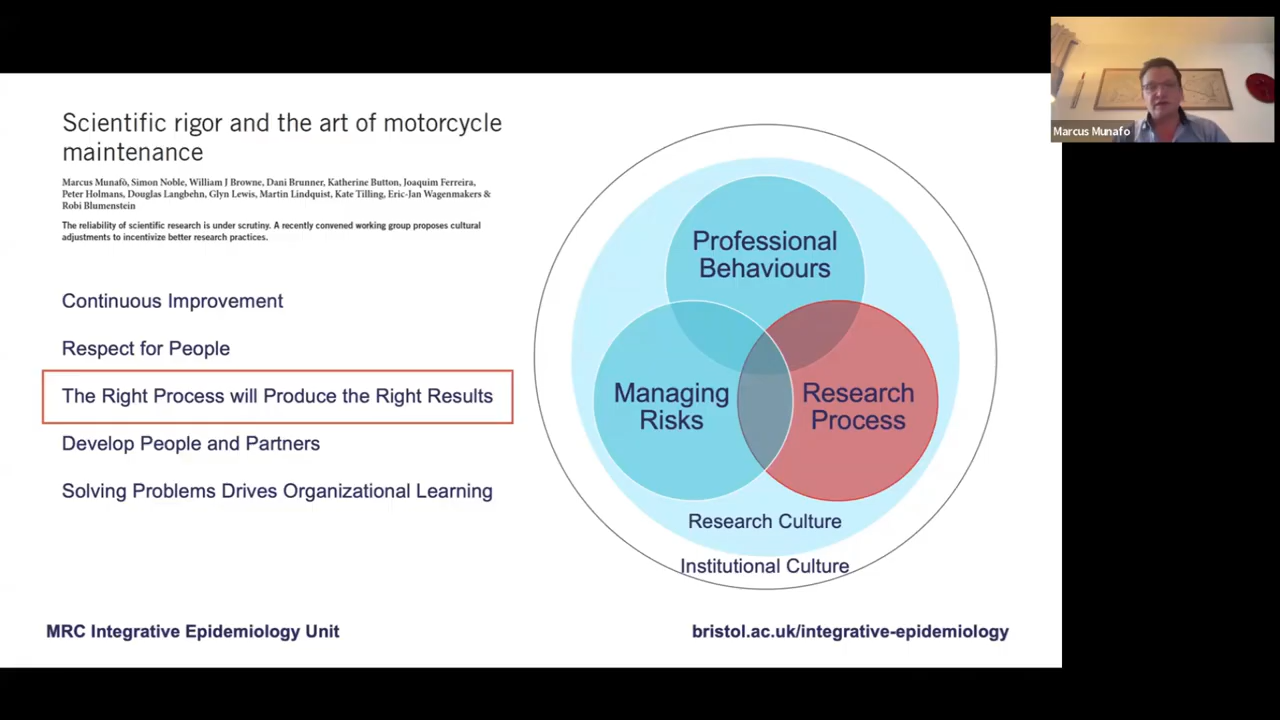 Scientific rigor and the art of motorcycle
maintenance
Marcus Munafò, Simon Noble, William J Browne, Dani Brunner, Katherine Button, Joaquim Ferreira,
Peter Holmans, Douglas Langbehn, Glyn Lewis, Martin Lindquist, Kate Tilling, Eric-Jan Wagenmakers &
Robi Blumenstein
The reliability of scientific research is under scrutiny. A recently convened working group proposes cultural
adjustments to incentivize better research practices.
Continuous Improvement
Respect for People
The Right Process will Produce the Right Results
Develop People and Partners
Solving Problems Drives Organizational Learning
Professional
Behaviours
Managing
Risks
Research
Process
Research Culture
Institutional Culture
MRC Integrative Epidemiology Unit
bristol.ac.uk/integrative-epidemiology
Marcus Munafo